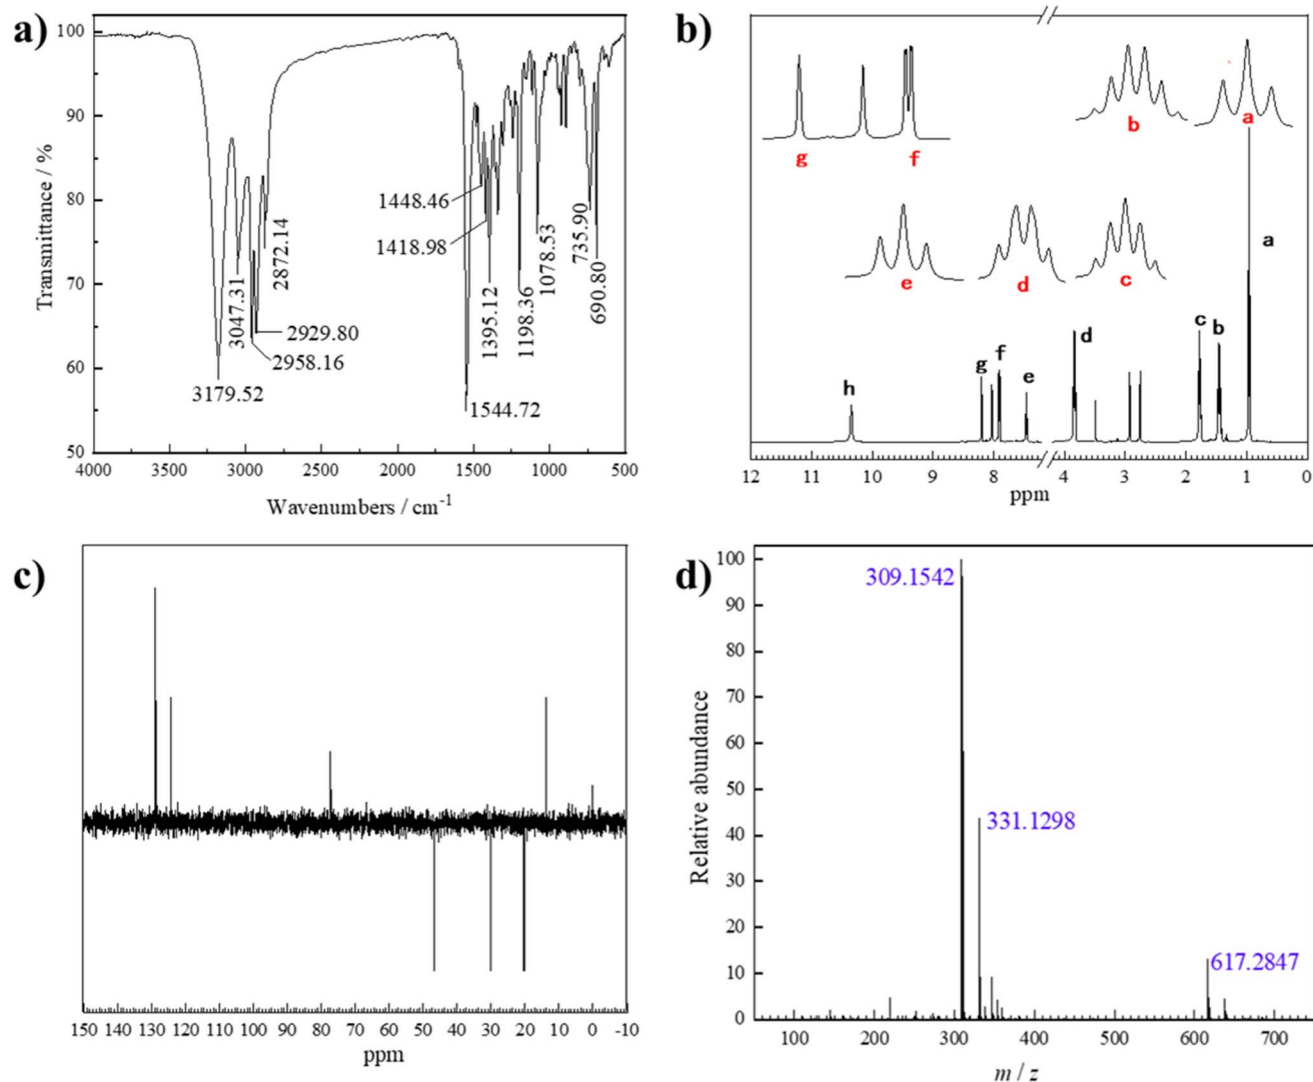 a)
100
90
80
70
60
50
Transmittance / %
3179.52
3047.31
2958.16
2929.80
2872.14
1544.72
1448.46
1418.98
1395.12
1198.36
1078.53
735.90
690.80
4000 3500 3000 2500 2000 1500 1000 500
Wavenumbers / cm⁻¹
b)
g f b a
e d c
a
h g f e d c b
12 11 10 9 8 4 3 2 1 0
ppm
c)
150 140 130 120 110 100 90 80 70 60 50 40 30 20 10 0 -10
ppm
d)
100
90
80
70
60
50
40
30
20
10
0
Relative abundance
309.1542
331.1298
617.2847
100 200 300 400 500 600 700
m / z